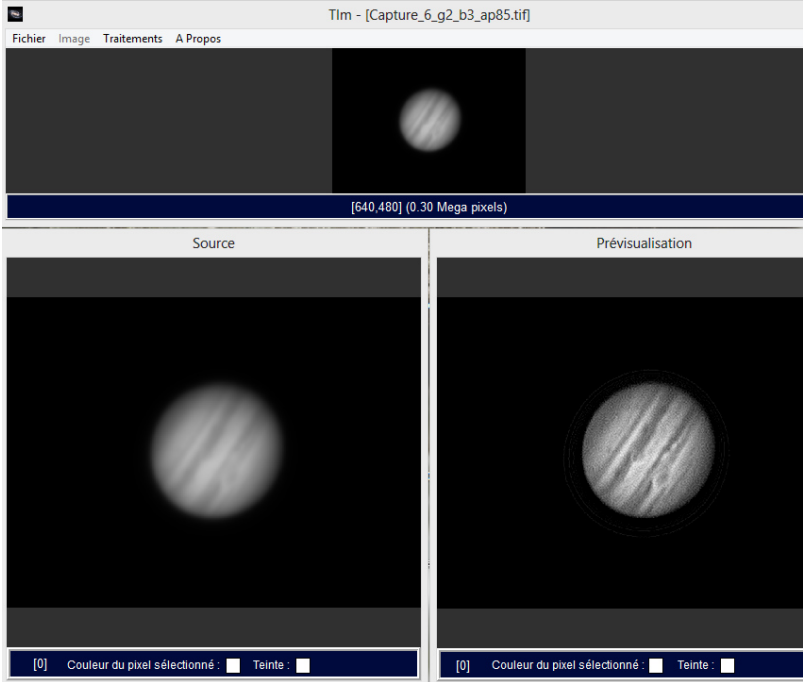 TIm - [Capture_6_g2_b3_ap85.tif]
Fichier Image Traitements A Propos
[640,480] (0.30 Mega pixels)
Source
Prévisualisation
[0] Couleur du pixel sélectionné : Teinte :
[0] Couleur du pixel sélectionné : Teinte :